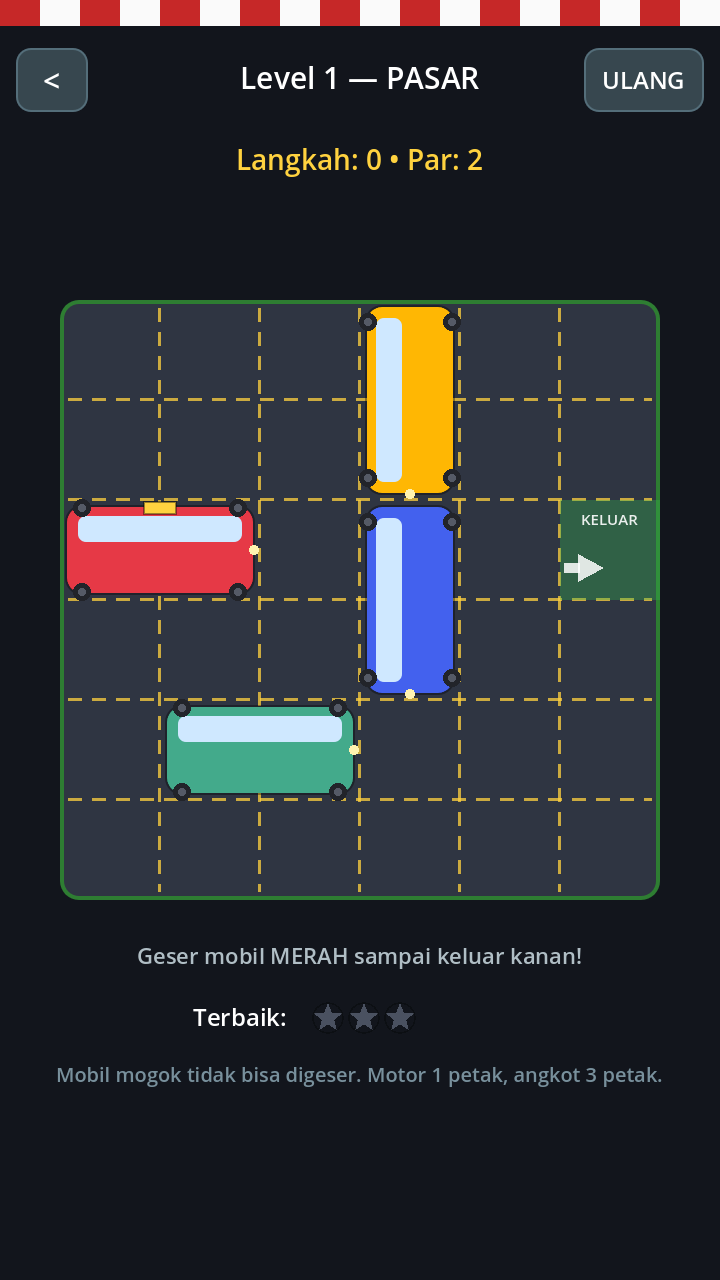 <
Level 1 — PASAR
ULANG
Langkah: 0 • Par: 2
KELUAR
Geser mobil MERAH sampai keluar kanan!
Terbaik:
Mobil mogok tidak bisa digeser. Motor 1 petak, angkot 3 petak.